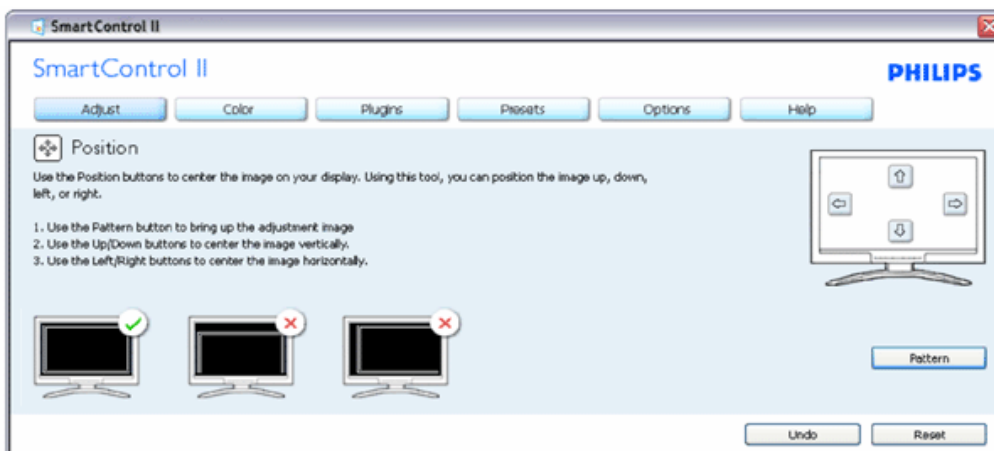 SmartControl II
SmartControl II
PHILIPS
Adjust Color Plugins Presets Options Help
Position
Use the Position buttons to center the image on your display. Using this tool, you can position the image up, down,
left, or right.
1. Use the Pattern button to bring up the adjustment image
2. Use the Up/Down buttons to center the image vertically.
3. Use the Left/Right buttons to center the image horizontally.
Pattern
Undo Reset